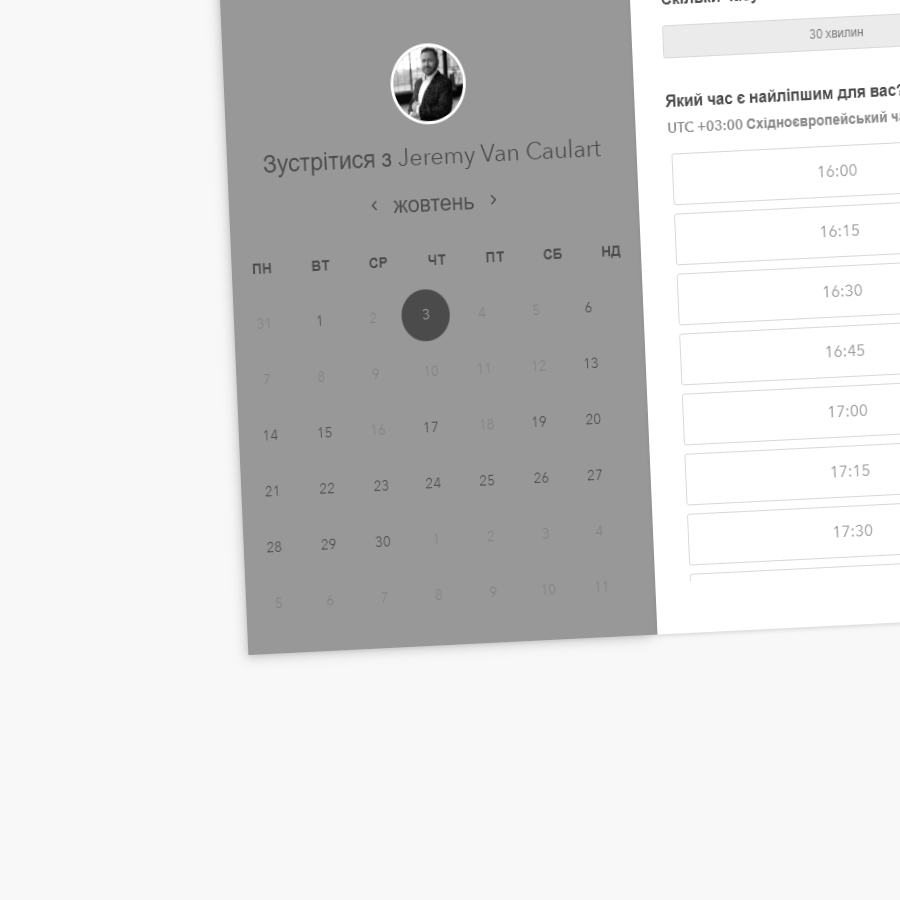 Зустрітися з Jeremy Van Caulart
‹ жовтень ›
ПН ВТ СР ЧТ ПТ СБ НД
31 1 2 3 4 5 6
7 8 9 10 11 12 13
14 15 16 17 18 19 20
21 22 23 24 25 26 27
28 29 30 1 2 3 4
5 6 7 8 9 10 11
30 хвилин
Який час є найліпшим для вас?
UTC +03:00 Східноєвропейський
16:00
16:15
16:30
16:45
17:00
17:15
17:30